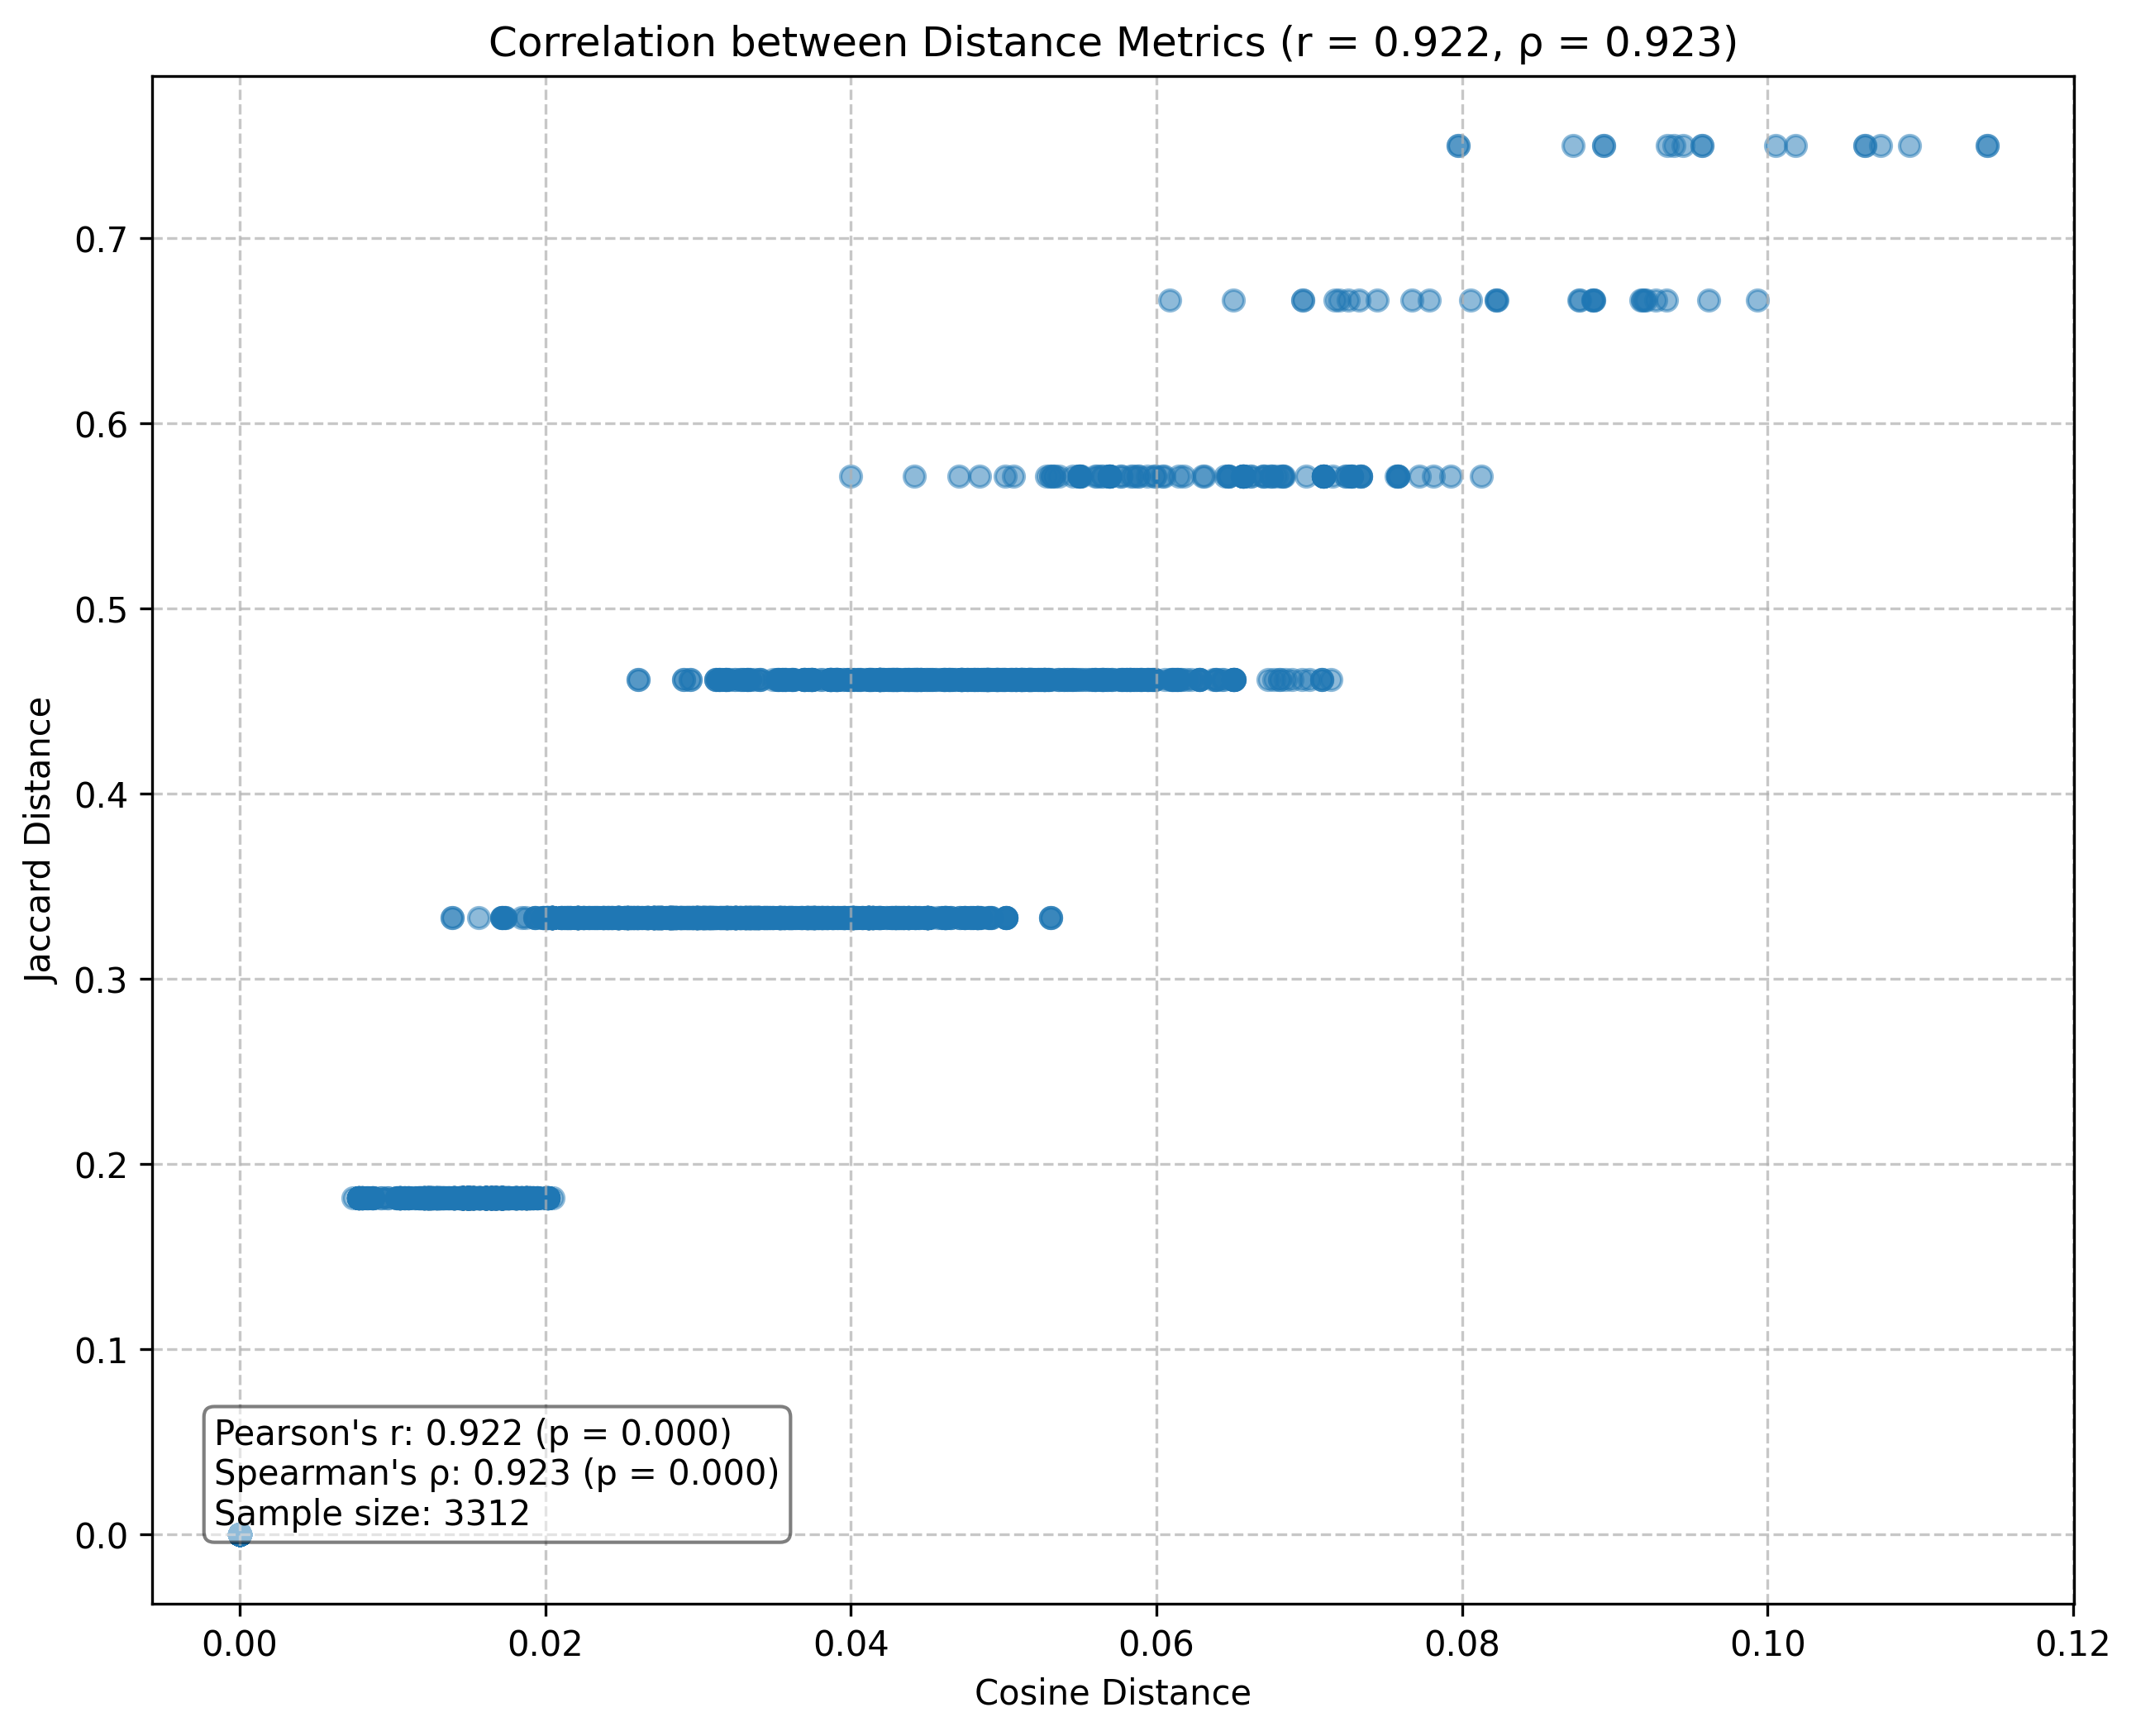 Correlation between Distance Metrics (r = 0.922, ρ = 0.923)
Jaccard Distance
0.7
0.6
0.5
0.4
0.3
0.2
0.1
0.0
Pearson's r: 0.922 (p = 0.000)
Spearman's ρ: 0.923 (p = 0.000)
Sample size: 3312
0.00 0.02 0.04 0.06 0.08 0.10 0.12
Cosine Distance